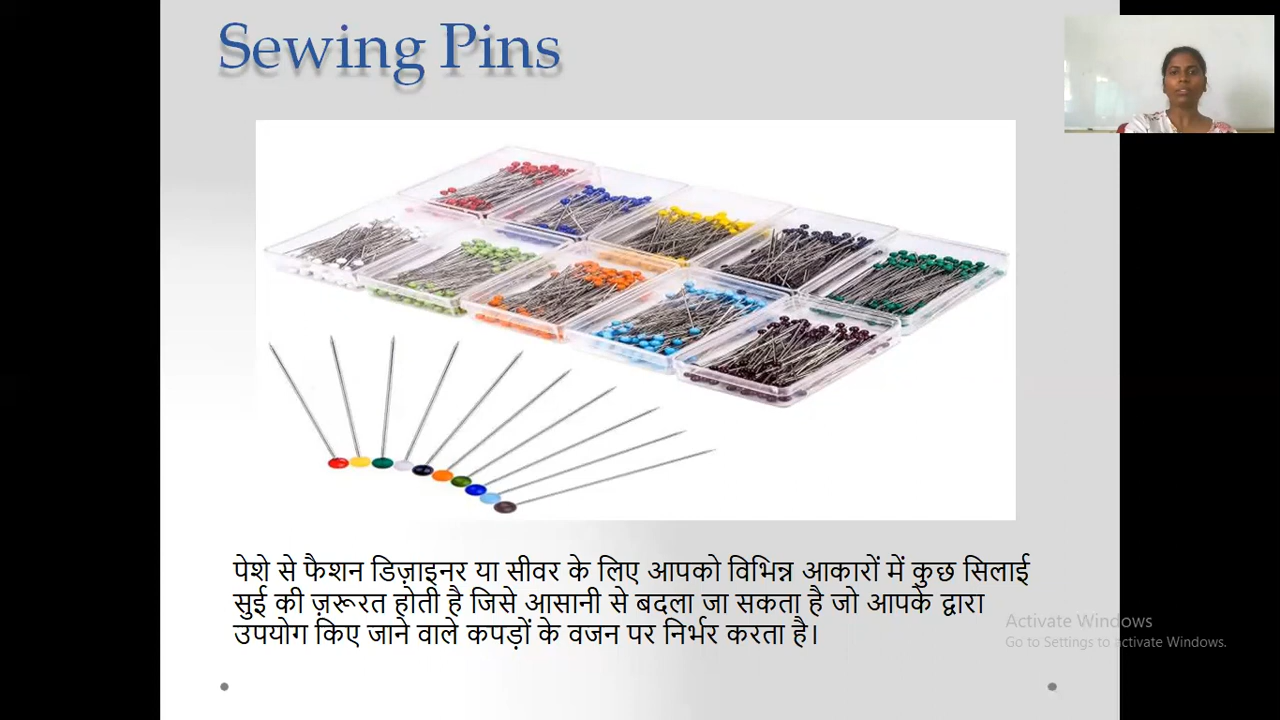 Sewing Pins
पेशे से फैशन डिज़ाइनर या सीवर के लिए आपको विभिन्न आकारों में कुछ सिलाई
सुई की ज़रूरत होती है जिसे आसानी से बदला जा सकता है जो आपके द्वारा
उपयोग किए जाने वाले कपड़ों के वजन पर निर्भर करता है।
Activate Windows
Go to Settings to activate Windows.